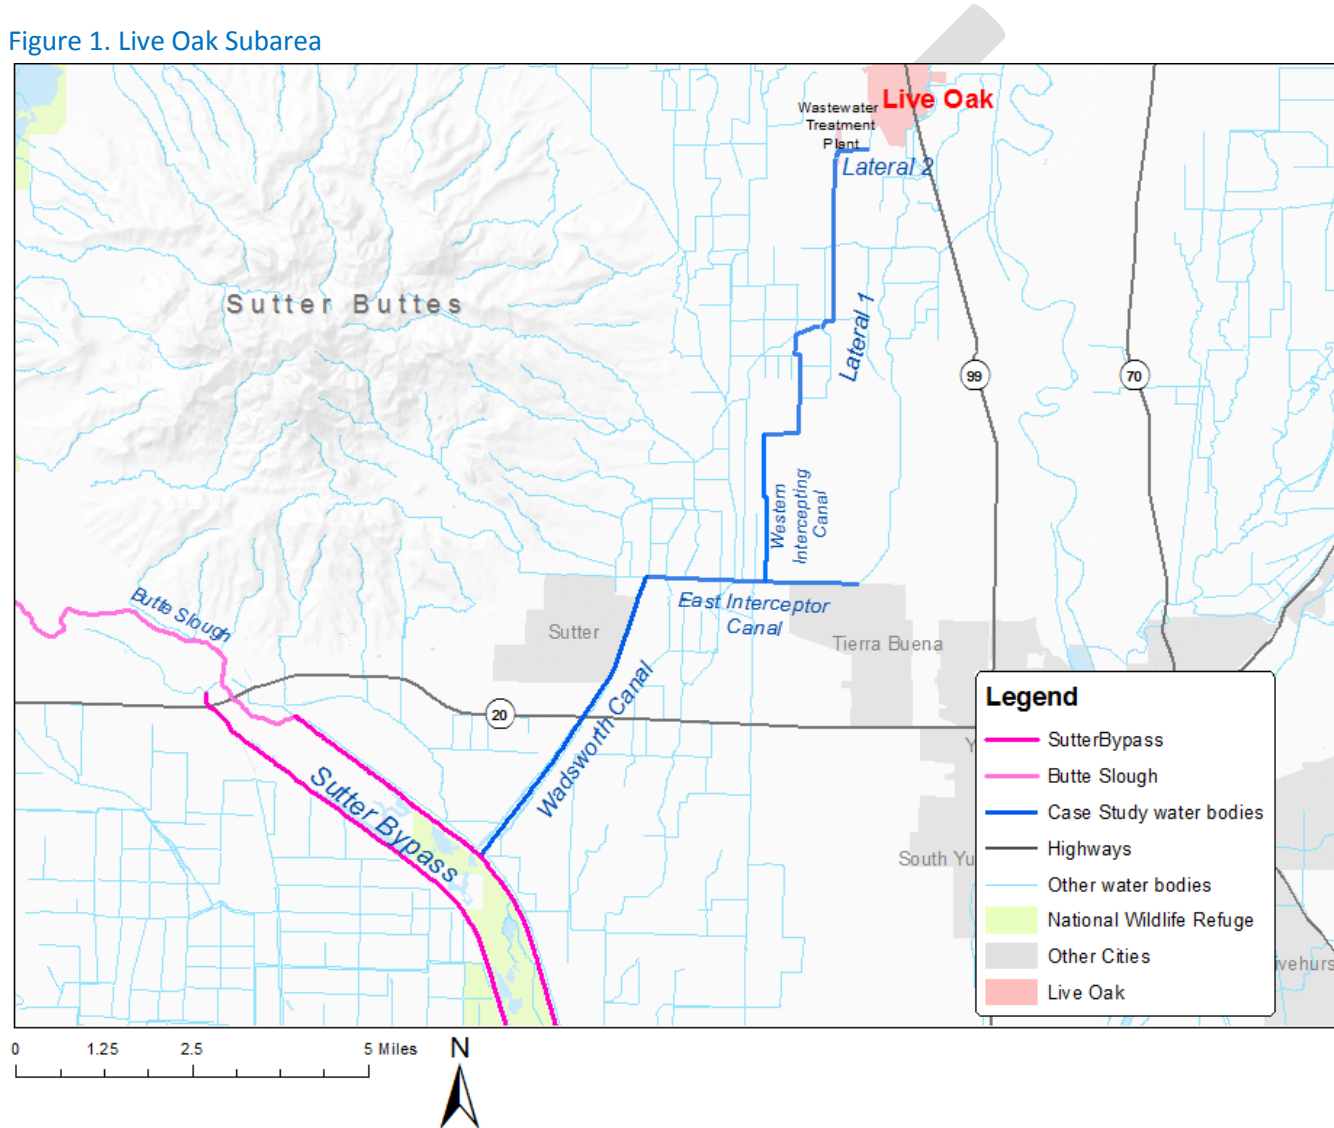 Figure 1. Live Oak Subarea
Live Oak
Wastewater
Treatment
Plant
Lateral 2
Sutter Buttes
Lateral 1
99
70
Western
Intercepting
Canal
Butte Slough
East Interceptor
Canal
Sutter
Tierra Buena
Wadsworth Canal
20
Sutter Bypass
South Yu
Legend
SutterBypass
Butte Slough
Case Study water bodies
Highways
Other water bodies
National Wildlife Refuge
Other Cities
Live Oak
Y
ivehurs
0 1.25 2.5 5 Miles
N